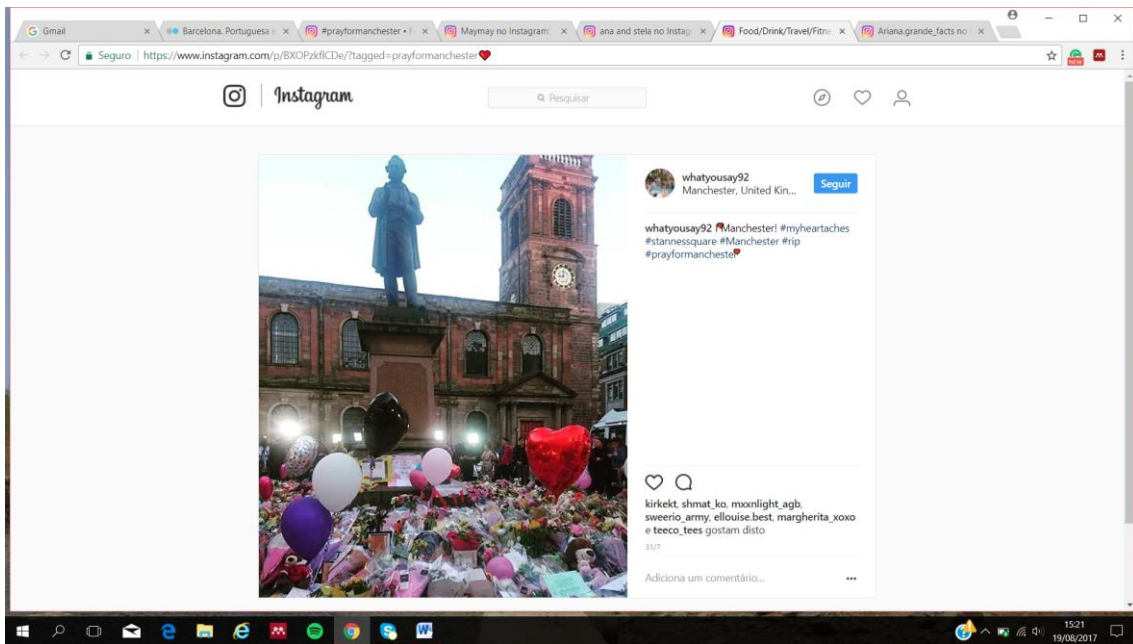 Gmail
Barcelona. Portuguesa e
#prayformanchester • F
Maymay no Instagram:
ana and stela no Instag
Food/Drink/Travel/Fitne
Ariana.grande_facts no
Seguro | https://www.instagram.com/p/BXOPzkflCDe/?tagged=prayformanchester❤
NEW
Instagram
Pesquisar
whatyousay92
Manchester, United Kin...
Seguir
whatyousay92 🌹Manchester! #myheartaches
#stannessquare #Manchester #rip
#prayformanchester🌹
kirkekt, shmat_ko, mxxnlight_agb,
sweerio_army, ellouise.best, margherita_xoxo
e teeco_tees gostam disto
31/7
Adiciona um comentário...
15:21
19/08/2017